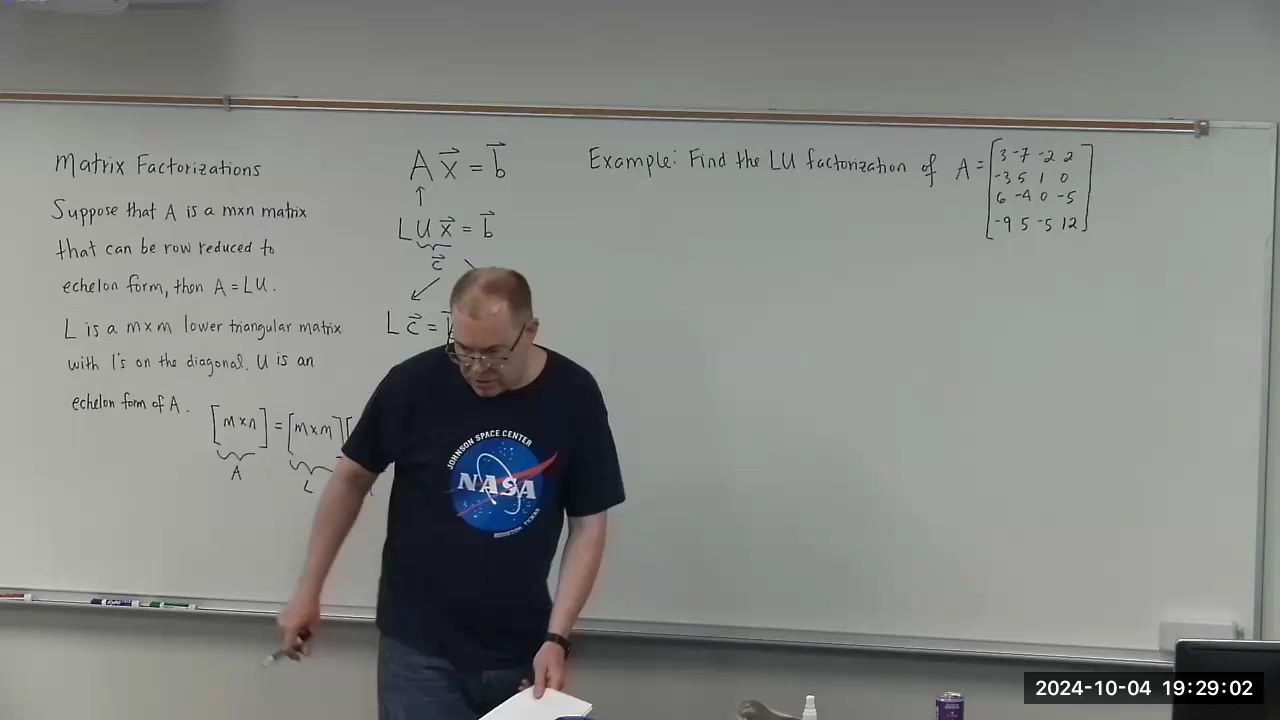 Matrix Factorizations
Suppose that A is a mxn matrix
that can be row reduced to
echelon form, then A = LU.
L is a m×m lower triangular matrix
with 1's on the diagonal. U is an
echelon form of A.
[m×n] = [m×m][
A
L
A x⃗ = b⃗
↑
L U x⃗ = b⃗
c⃗
L c⃗ =
Example: Find the LU factorization of A =
3 -7 -2 2
-3 5 1 0
6 -4 0 -5
-9 5 -5 12
JOHNSON SPACE CENTER
NASA
HOUSTON, TEXAS
2024-10-04 19:29:02